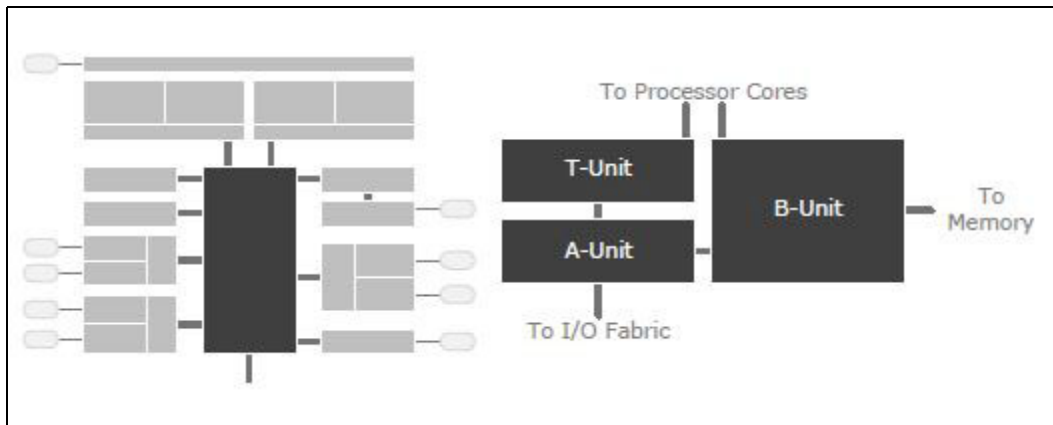 To Processor Cores
T-Unit
B-Unit
To
Memory
A-Unit
To I/O Fabric